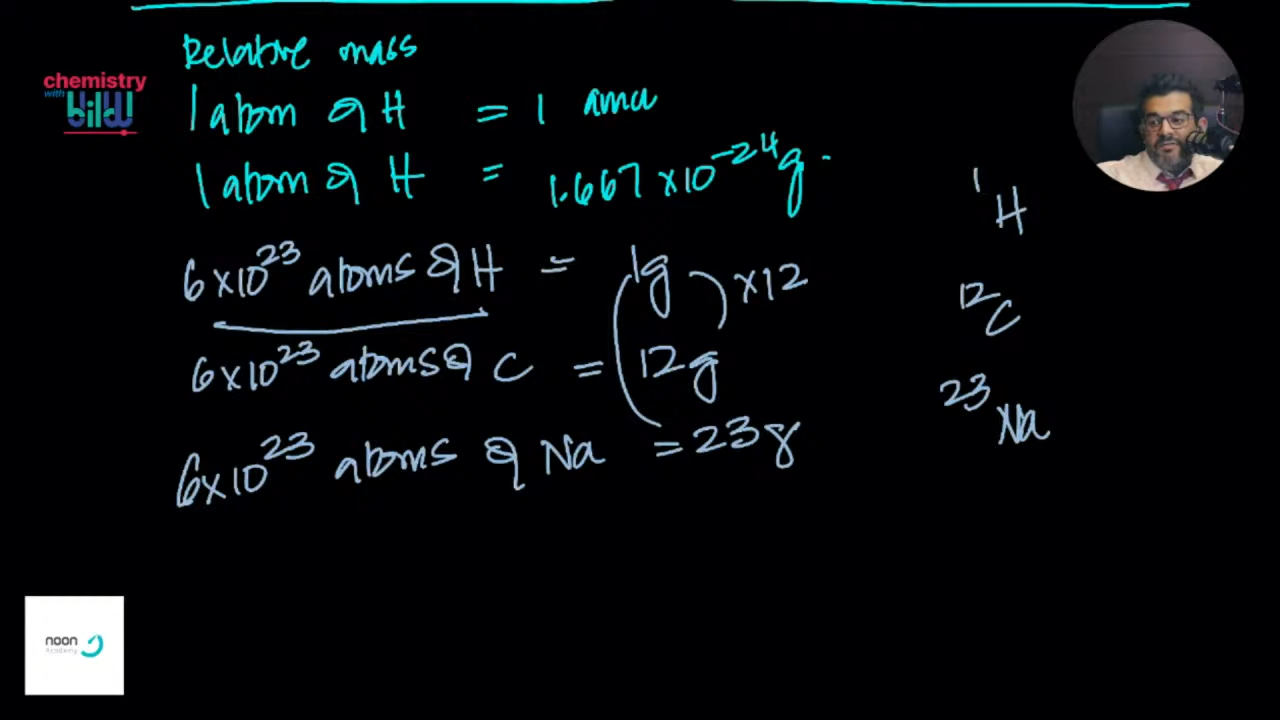 Relative mass
chemistry
with
bilal!
1 atom of H = 1 amu
1 atom of H = 1.667 × 10⁻²⁴ g.
¹H
6×10²³ atoms of H = 1g ) ×12
¹²C
6×10²³ atoms of C = 12g
²³Na
6×10²³ atoms of Na = 23g
noon
Academy